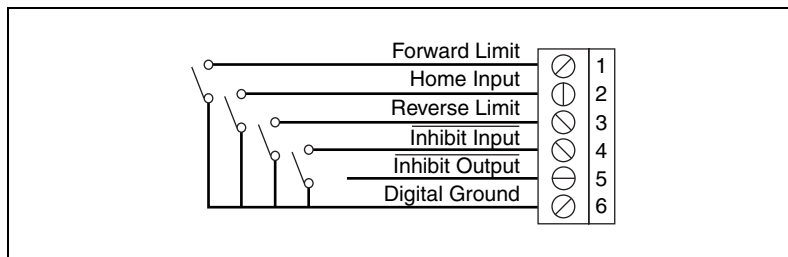 Forward Limit 1
Home Input 2
Reverse Limit 3
Inhibit Input 4
Inhibit Output 5
Digital Ground 6